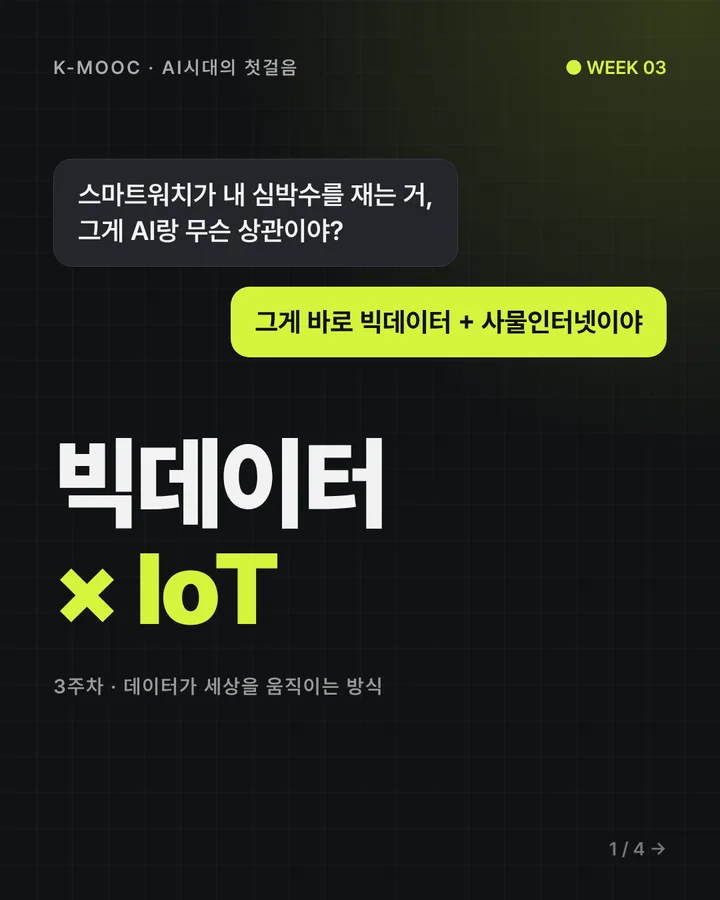 K-MOOC · AI시대의 첫걸음
● WEEK 03
스마트워치가 내 심박수를 재는 거,
그게 AI랑 무슨 상관이야?
그게 바로 빅데이터 + 사물인터넷이야
빅데이터
× IoT
3주차 · 데이터가 세상을 움직이는 방식
1 / 4 →